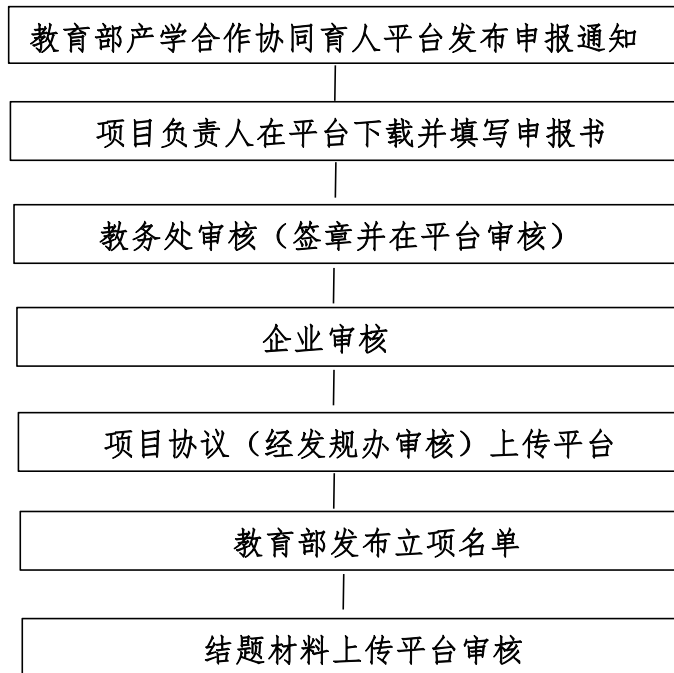 教育部产学合作协同育人平台发布申报通知
项目负责人在平台下载并填写申报书
教务处审核（签章并在平台审核）
企业审核
项目协议（经发规办审核）上传平台
教育部发布立项名单
结题材料上传平台审核